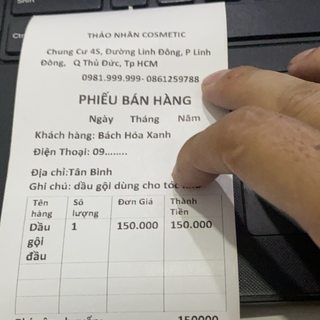 THẢO NHÂN COSMETIC
Chung Cư 4S, Đường Linh Đông, P Linh
Đông, Q Thủ Đức, Tp HCM
0981.999.999- 0861259788
PHIẾU BÁN HÀNG
Ngày Tháng Năm
Khách hàng: Bách Hóa Xanh
Điện Thoại: 09........
Địa chỉ:Tân Bình
Ghi chú: dầu gội dùng cho tóc
Tên hàng Số lượng Đơn Giá Thành Tiền
Dầu gội đầu 1 150.000 150.000
150000